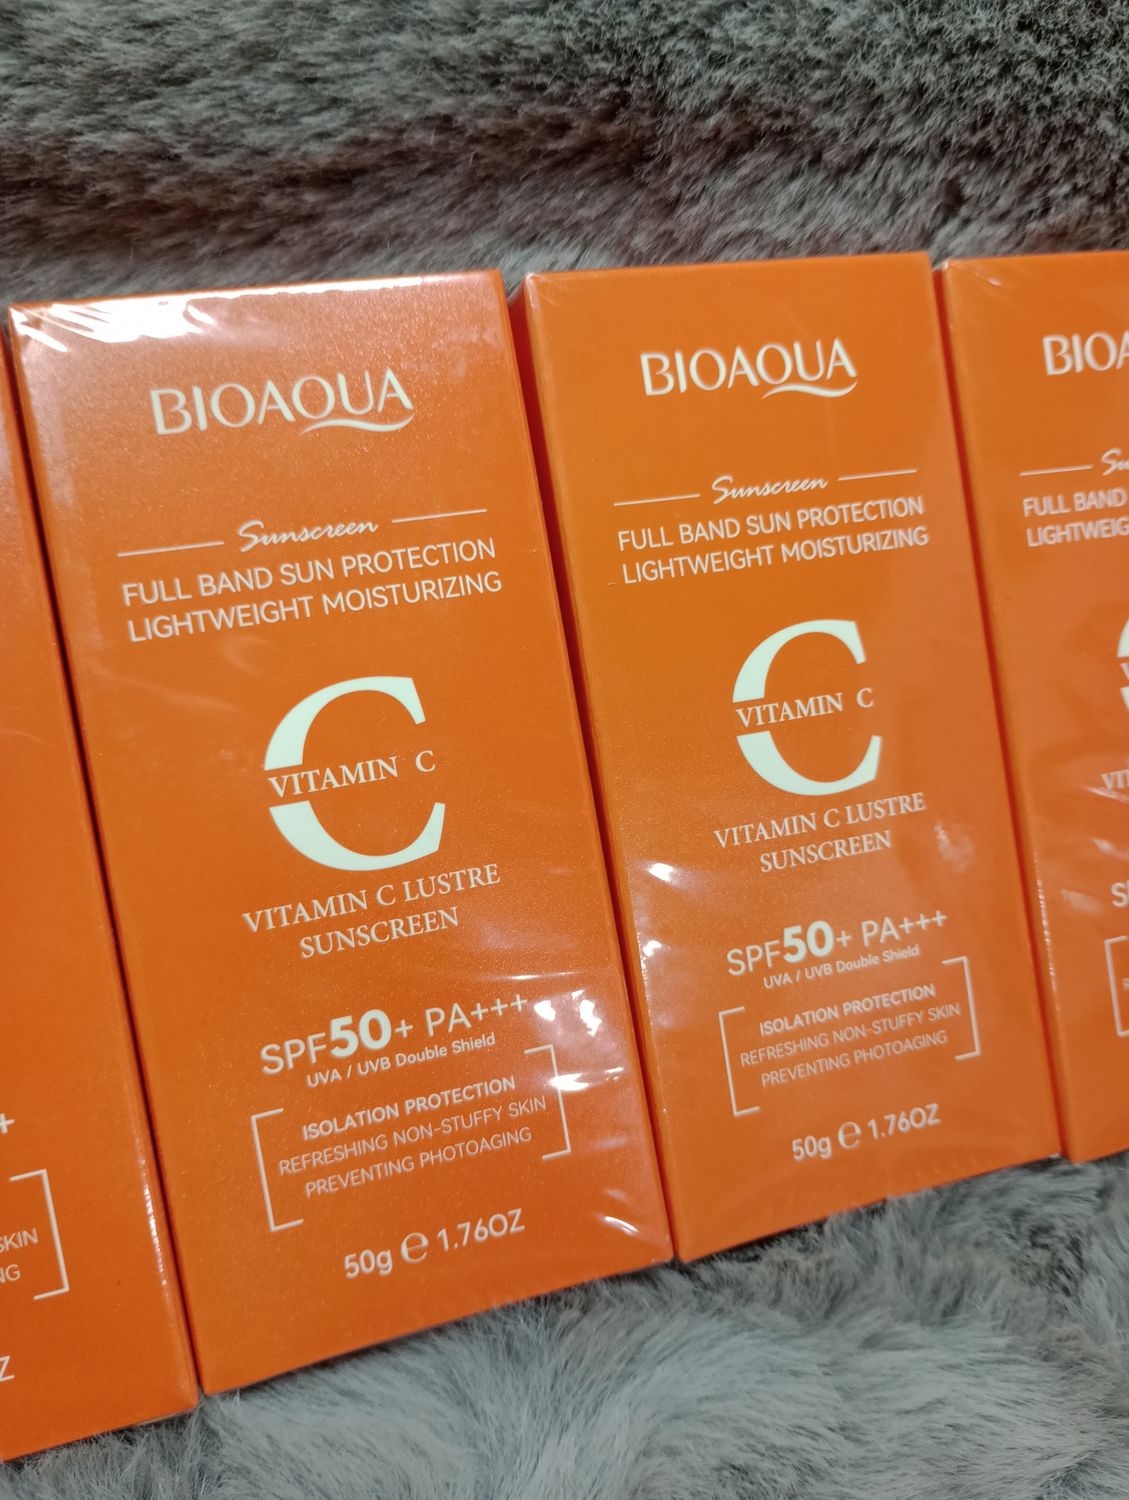 BIOAQUA
Sunscreen
FULL BAND SUN PROTECTION
LIGHTWEIGHT MOISTURIZING
VITAMIN C
VITAMIN C LUSTRE
SUNSCREEN
SPF50+ PA+++
UVA / UVB Double Shield
ISOLATION PROTECTION
REFRESHING NON-STUFFY SKIN
PREVENTING PHOTOAGING
50g ℮ 1.76OZ
BIOAQUA
Sunscreen
FULL BAND SUN PROTECTION
LIGHTWEIGHT MOISTURIZING
VITAMIN C
VITAMIN C LUSTRE
SUNSCREEN
SPF50+ PA+++
UVA / UVB Double Shield
ISOLATION PROTECTION
REFRESHING NON-STUFFY SKIN
PREVENTING PHOTOAGING
50g ℮ 1.76OZ
FULL BAND